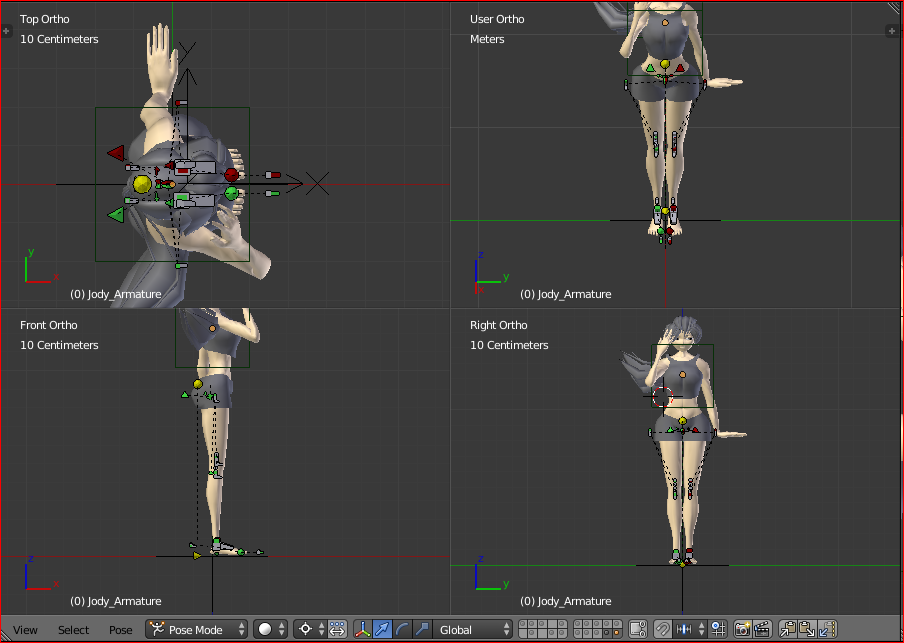 Top Ortho
10 Centimeters
Y
X
y
x
(0) Jody_Armature
User Ortho
Meters
z
y
(0) Jody_Armature
Front Ortho
10 Centimeters
z
x
(0) Jody_Armature
Right Ortho
10 Centimeters
z
y
(0) Jody_Armature
View Select Pose Pose Mode Global